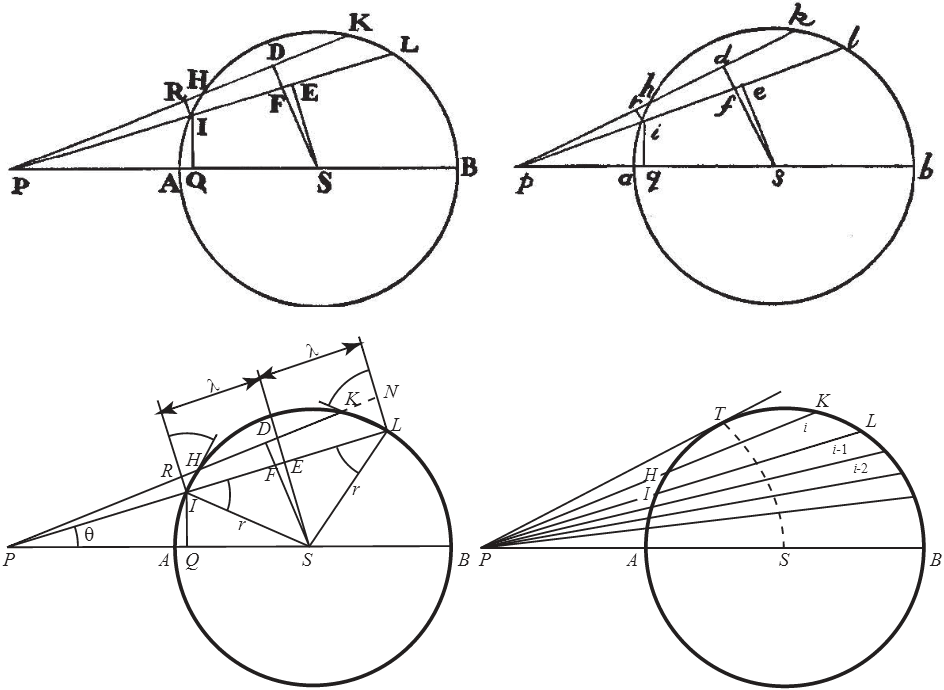 K
L
D
H
R
F E
I
P A Q S B
k
l
d
h
r
f e
i
p a q s b
λ
λ
N
K
D
L
H
R
F E
I
r
r
θ
P A Q S B
T
K
i
L
i-1
H
i-2
I
P A S B